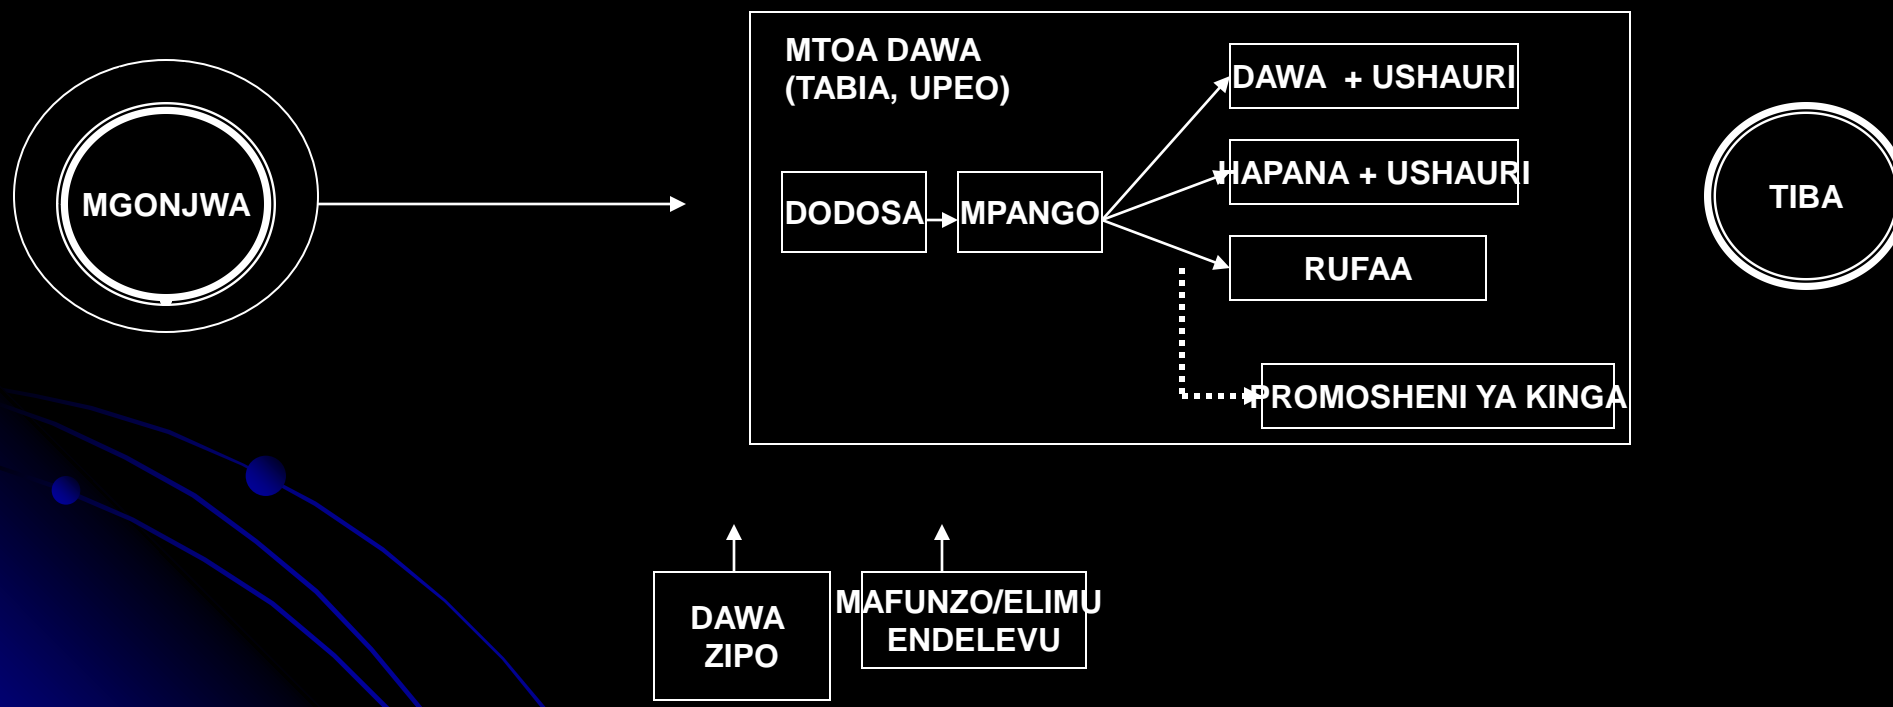 MGONJWA
MTOA DAWA
(TABIA, UPEO)
DODOSA
MPANGO
DAWA + USHAURI
HAPANA + USHAURI
RUFAA
PROMOSHENI YA KINGA
TIBA
DAWA
ZIPO
MAFUNZO/ELIMU
ENDELEVU